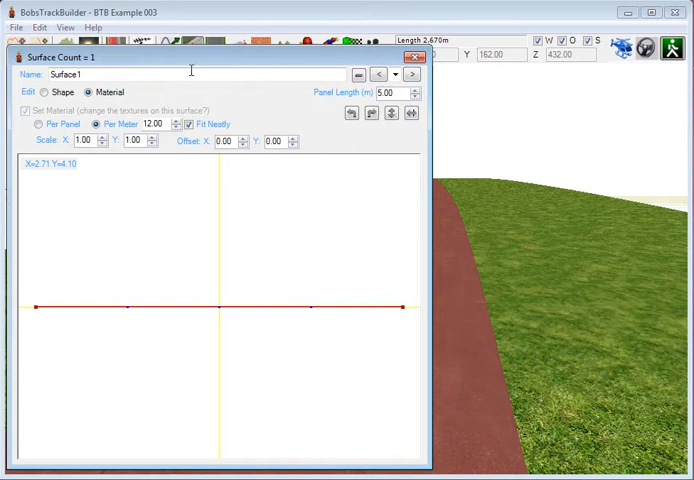 BobsTrackBuilder - BTB Example 003
File Edit View Help
Length 2,670m
W O S
Y 162.00 Z 432.00
Surface Count = 1
Name: Surface1 < >
Edit Shape Material Panel Length (m) 5.00
Set Material (change the textures on this surface?)
Per Panel Per Meter 12.00 Fit Neatly
Scale: X: 1.00 Y: 1.00 Offset: X: 0.00 Y: 0.00
X=2.71 Y=4.10